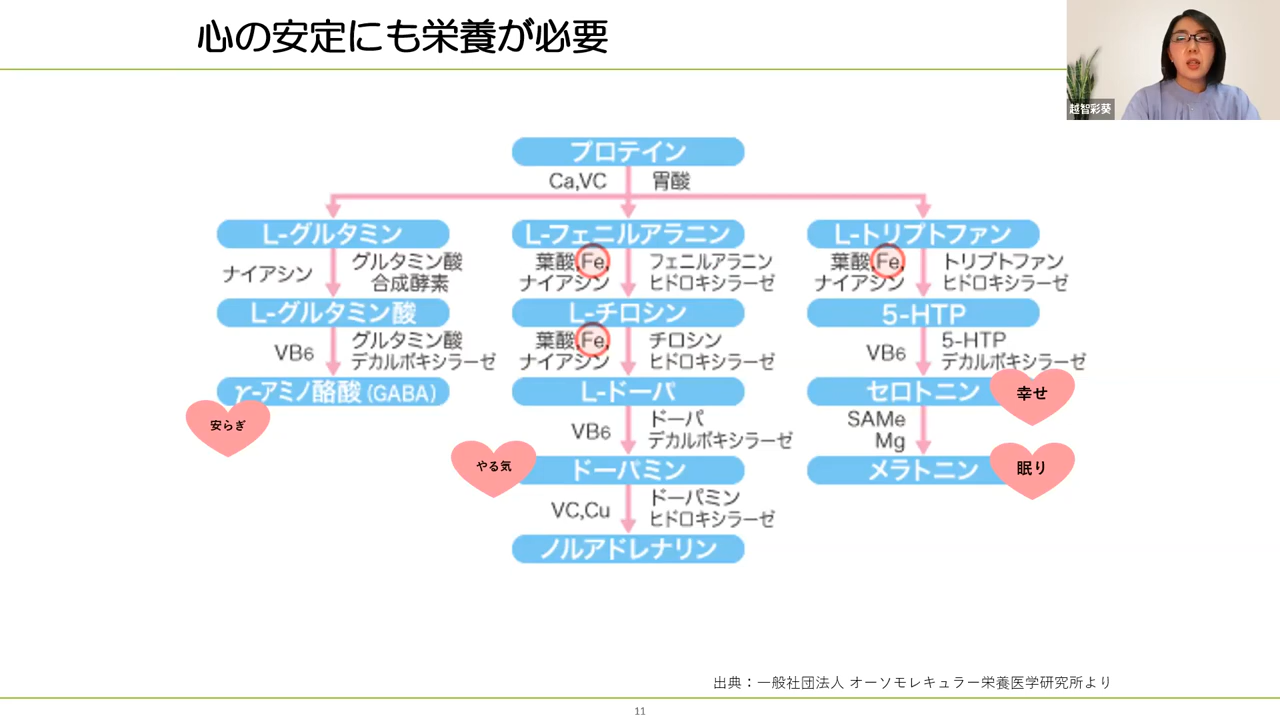 心の安定にも栄養が必要
越智彩葵
プロテイン
Ca,VC 胃酸
L-グルタミン L-フェニルアラニン L-トリプトファン
ナイアシン
グルタミン酸
合成酵素
葉酸,Fe,
ナイアシン
フェニルアラニン
ヒドロキシラーゼ
葉酸,Fe,
ナイアシン
トリプトファン
ヒドロキシラーゼ
L-グルタミン酸 L-チロシン 5-HTP
VB6
グルタミン酸
デカルボキシラーゼ
葉酸,Fe,
ナイアシン
チロシン
ヒドロキシラーゼ
VB6
5-HTP
デカルボキシラーゼ
γ-アミノ酪酸(GABA) L-ドーパ セロトニン
安らぎ
幸せ
VB6
ドーパ
デカルボキシラーゼ
SAMe
Mg
やる気
ドーパミン メラトニン
眠り
VC,Cu
ドーパミン
ヒドロキシラーゼ
ノルアドレナリン
出典：一般社団法人 オーソモレキュラー栄養医学研究所より
11